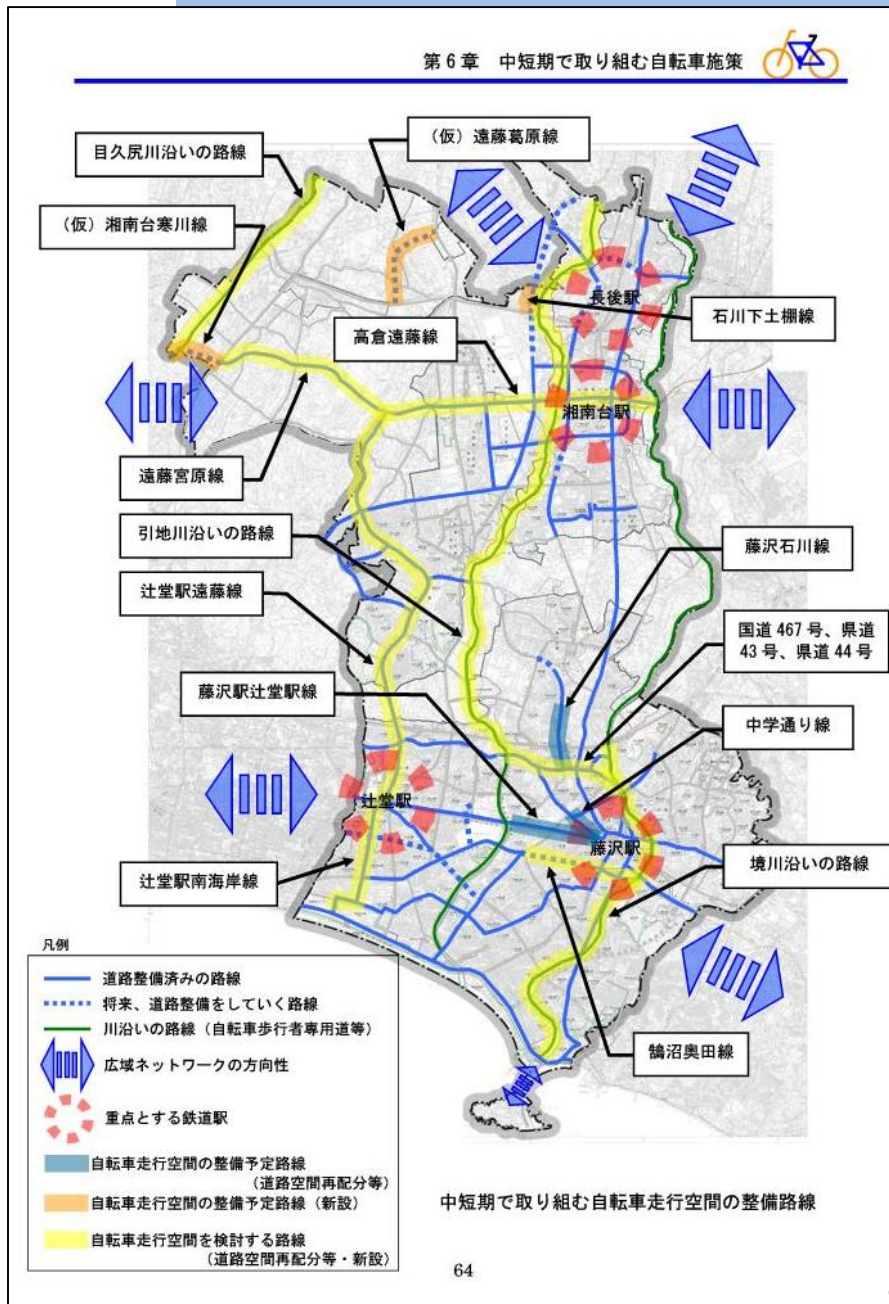 第6章 中短期で取り組む自転車施策
(仮)遠藤葛原線
目久尻川沿いの路線
(仮)湘南台寒川線
長後駅
石川下土棚線
高倉遠藤線
湘南台駅
遠藤宮原線
引地川沿いの路線
藤沢石川線
辻堂駅遠藤線
国道467号、県道
43号、県道44号
藤沢駅辻堂駅線
中学通り線
辻堂駅
藤沢駅
辻堂駅南海岸線
境川沿いの路線
鵠沼奥田線
凡例
道路整備済みの路線
将来、道路整備をしていく路線
川沿いの路線(自転車歩行者専用道等)
広域ネットワークの方向性
重点とする鉄道駅
自転車走行空間の整備予定路線
(道路空間再配分等)
自転車走行空間の整備予定路線(新設)
自転車走行空間を検討する路線
(道路空間再配分等・新設)
中短期で取り組む自転車走行空間の整備路線
64